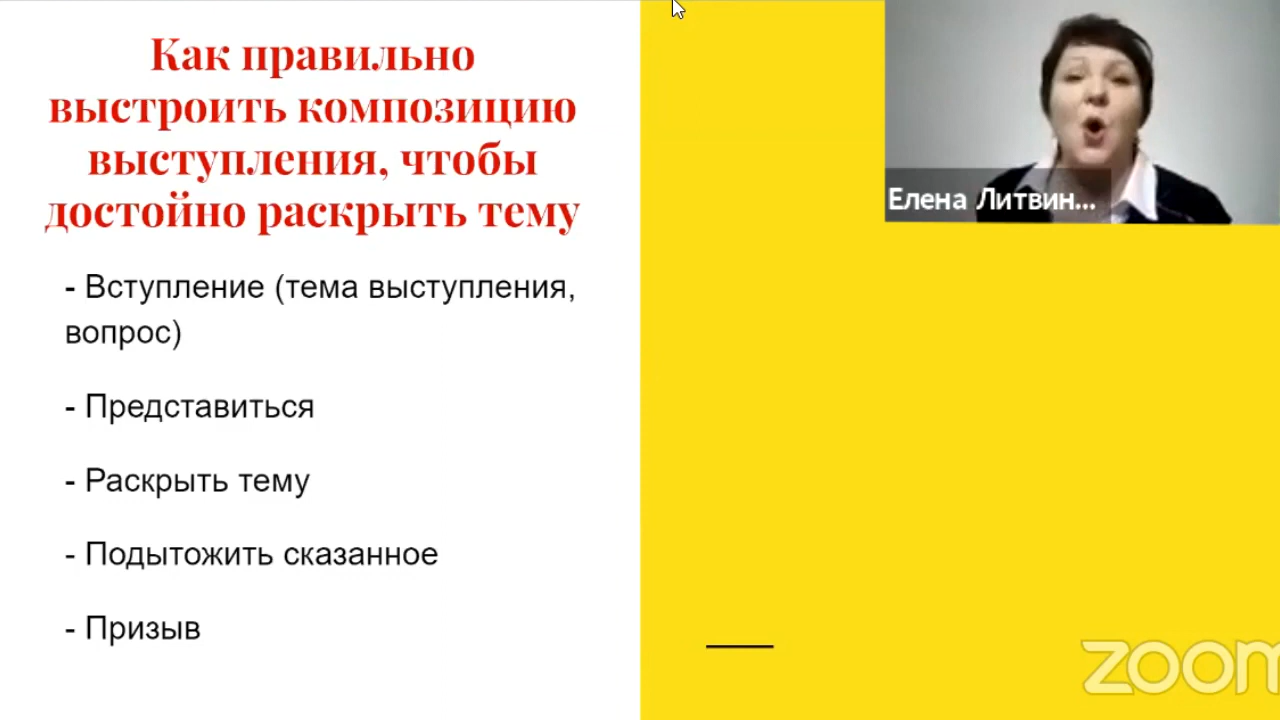 Как правильно
выстроить композицию
выступления, чтобы
достойно раскрыть тему
- Вступление (тема выступления,
вопрос)
- Представиться
- Раскрыть тему
- Подытожить сказанное
- Призыв
Елена Литвин...
zoom